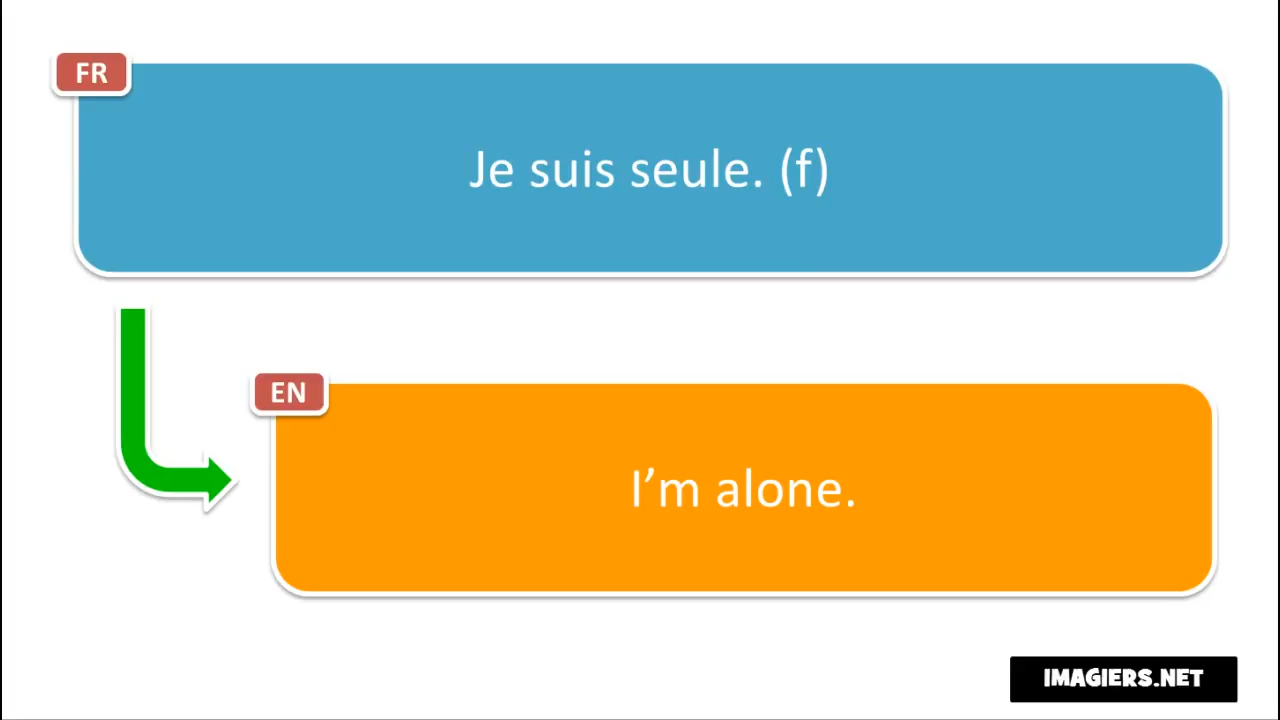 FR
Je suis seule. (f)
EN
I’m alone.
IMAGIERS.NET